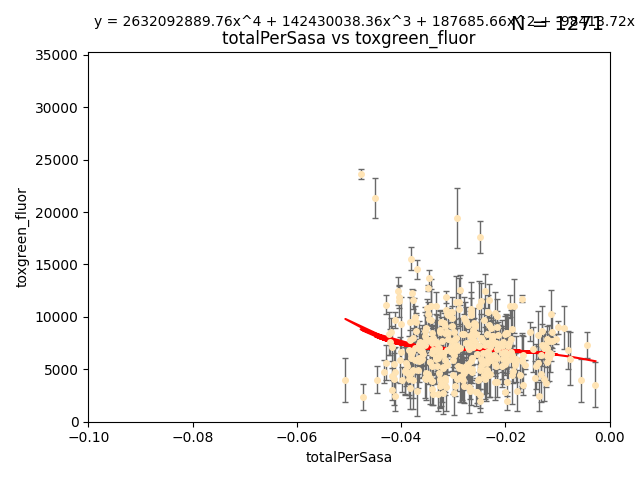 y = 2632092889.76x^4 + 142430038.36x^3 + 187685.66x^2 +
N = 1271
totalPerSasa vs toxgreen_fluor
35000
30000
25000
20000
15000
10000
5000
0
toxgreen_fluor
−0.10
−0.08
−0.06
−0.04
−0.02
0.00
totalPerSasa